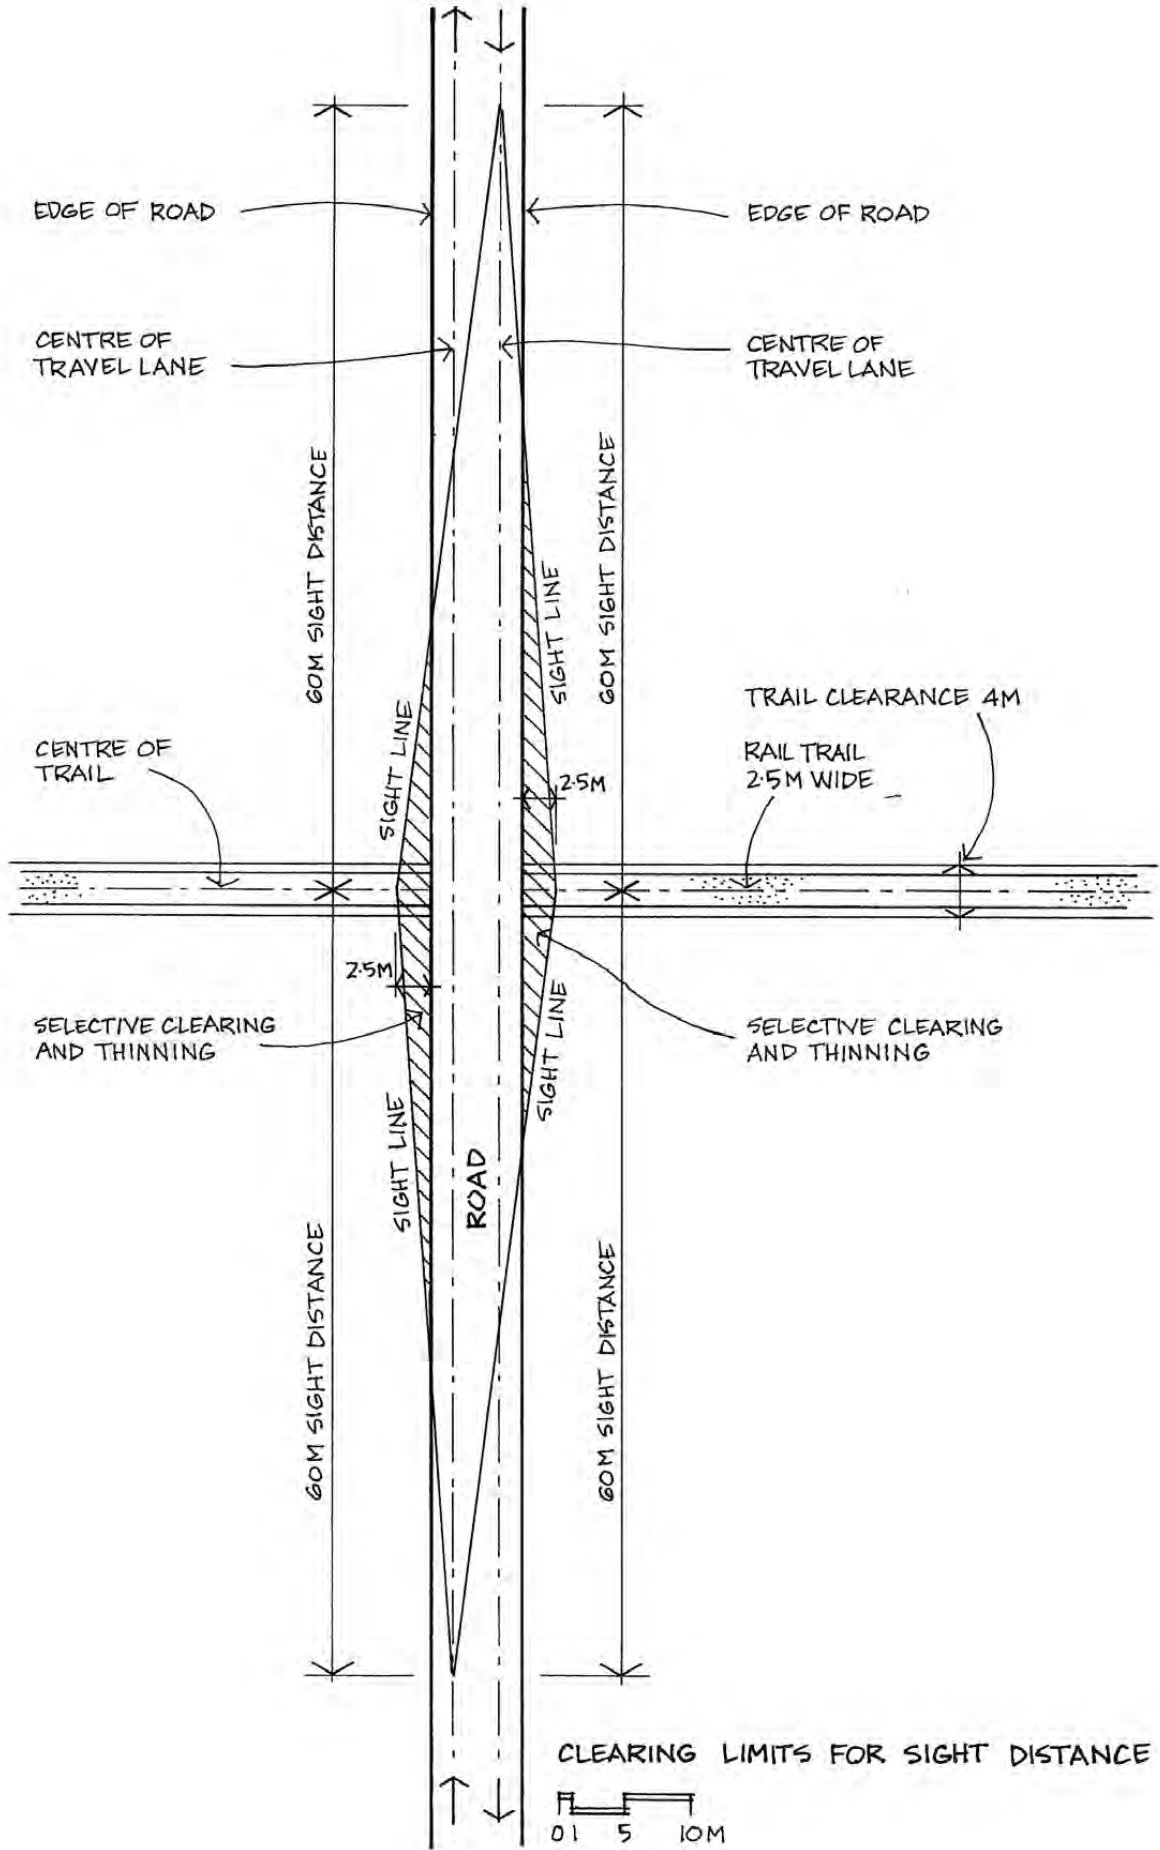 EDGE OF ROAD
EDGE OF ROAD
CENTRE OF
TRAVEL LANE
CENTRE OF
TRAVEL LANE
60M SIGHT DISTANCE
60M SIGHT DISTANCE
SIGHT LINE
SIGHT LINE
TRAIL CLEARANCE 4M
CENTRE OF
TRAIL
RAIL TRAIL
2.5M WIDE
2.5M
2.5M
SELECTIVE CLEARING
AND THINNING
SELECTIVE CLEARING
AND THINNING
SIGHT LINE
SIGHT LINE
ROAD
60M SIGHT DISTANCE
60M SIGHT DISTANCE
CLEARING LIMITS FOR SIGHT DISTANCE
0 1 5 10M